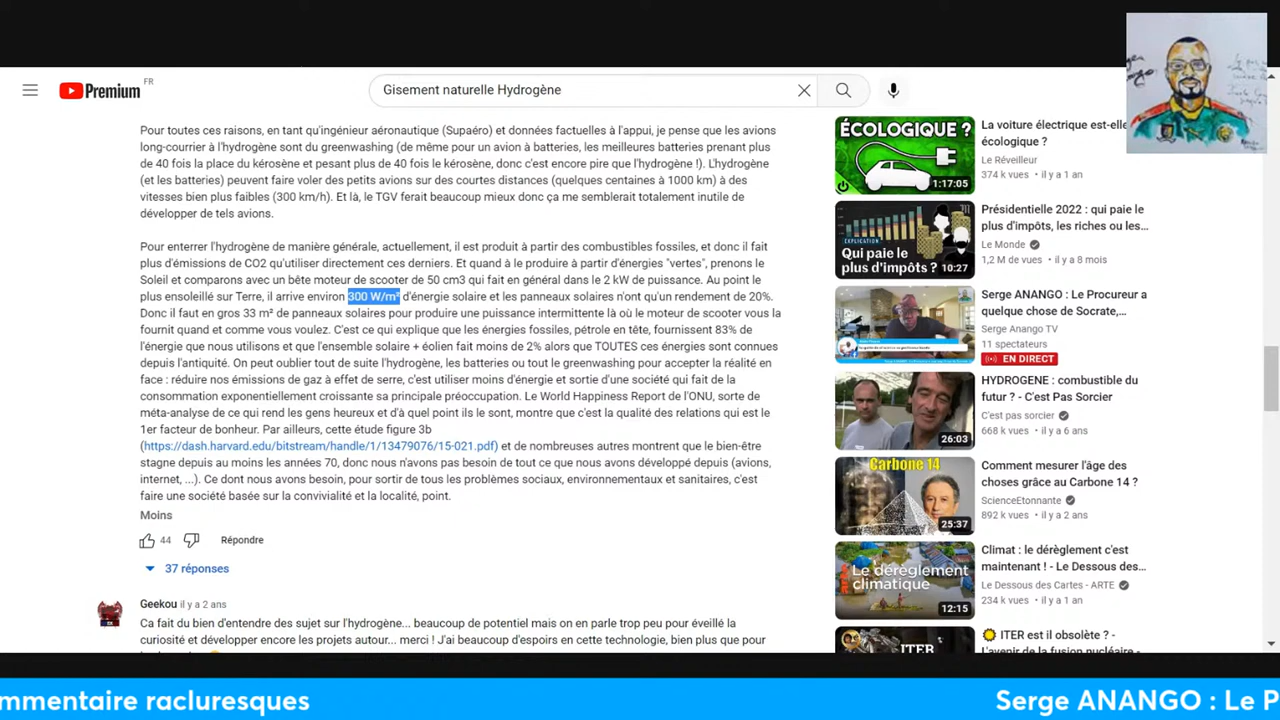 FR
Premium
Gisement naturelle Hydrogène
Pour toutes ces raisons, en tant qu'ingénieur aéronautique (Supaéro) et données factuelles à l'appui, je pense que les avions
long-courrier à l'hydrogène sont du greenwashing (de même pour un avion à batteries, les meilleures batteries prenant plus
de 40 fois la place du kérosène et pesant plus de 40 fois le kérosène, donc c'est encore pire que l'hydrogène !). L'hydrogène
(et les batteries) peuvent faire voler des petits avions sur des courtes distances (quelques centaines à 1000 km) à des
vitesses bien plus faibles (300 km/h). Et là, le TGV ferait beaucoup mieux donc ça me semblerait totalement inutile de
développer de tels avions.
Pour enterrer l'hydrogène de manière générale, actuellement, il est produit à partir des combustibles fossiles, et donc il fait
plus d'émissions de CO2 qu'utiliser directement ces derniers. Et quand à le produire à partir d'énergies "vertes", prenons le
Soleil et comparons avec un bête moteur de scooter de 50 cm3 qui fait en général dans le 2 kW de puissance. Au point le
plus ensoleillé sur Terre, il arrive environ 300 W/m² d'énergie solaire et les panneaux solaires n'ont qu'un rendement de 20%.
Donc il faut en gros 33 m² de panneaux solaires pour produire une puissance intermittente là où le moteur de scooter vous la
fournit quand et comme vous voulez. C'est ce qui explique que les énergies fossiles, pétrole en tête, fournissent 83% de
l'énergie que nous utilisons et que l'ensemble solaire + éolien fait moins de 2% alors que TOUTES ces énergies sont connues
depuis l'antiquité. On peut oublier tout de suite l'hydrogène, les batteries ou tout le greenwashing pour accepter la réalité en
face : réduire nos émissions de gaz à effet de serre, c'est utiliser moins d'énergie et sortie d'une société qui fait de la
consommation exponentiellement croissante sa principale préoccupation. Le World Happiness Report de l'ONU, sorte de
méta-analyse de ce qui rend les gens heureux et d'à quel point ils le sont, montre que c'est la qualité des relations qui est le
1er facteur de bonheur. Par ailleurs, cette étude figure 3b
(https://dash.harvard.edu/bitstream/handle/1/13479076/15-021.pdf) et de nombreuses autres montrent que le bien-être
stagne depuis au moins les années 70, donc nous n'avons pas besoin de tout ce que nous avons développé depuis (avions,
internet, ...). Ce dont nous avons besoin, pour sortir de tous les problèmes sociaux, environnementaux et sanitaires, c'est
faire une société basée sur la convivialité et la localité, point.
Moins
44
Répondre
37 réponses
Geekou il y a 2 ans
Ca fait du bien d'entendre des sujet sur l'hydrogène... beaucoup de potentiel mais on en parle trop peu pour éveillé la
curiosité et développer encore les projets autour... merci ! J'ai beaucoup d'espoirs en cette technologie, bien plus que pour
ÉCOLOGIQUE ?
1:17:05
La voiture électrique est-elle
écologique ?
Le Réveilleur
374 k vues • il y a 1 an
EXPLICATION
Qui paie le
plus d'impôts ?
10:27
Présidentielle 2022 : qui paie le
plus d'impôts, les riches ou les...
Le Monde
1,2 M de vues • il y a 8 mois
Serge ANANGO : Le Procureur a
quelque chose de Socrate,...
Serge Anango TV
11 spectateurs
EN DIRECT
26:03
HYDROGENE : combustible du
futur ? - C'est Pas Sorcier
C'est pas sorcier
668 k vues • il y a 6 ans
Carbone 14
25:37
Comment mesurer l'âge des
choses grâce au Carbone 14 ?
ScienceEtonnante
892 k vues • il y a 2 ans
Le dérèglement
climatique
12:15
Climat : le dérèglement c'est
maintenant ! - Le Dessous des...
Le Dessous des Cartes - ARTE
234 k vues • il y a 1 an
ITER
ITER est il obsolète ? -
L'avenir de la fusion nucléaire -
mmentaire racluresques
Serge ANANGO : Le P